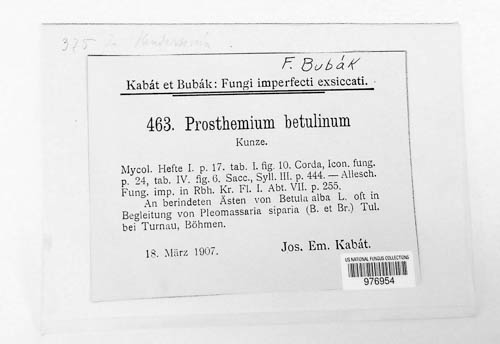 375
F. Bubák
Kabát et Bubák: Fungi imperfecti exsiccati.
463. Prosthemium betulinum
Kunze.
Mycol. Hefte I. p. 17. tab. I. fig. 10. Corda, Icon. fung.
p. 24, tab. IV. fig. 6. Sacc., Syll. III. p. 444. — Allesch.
Fung. imp. in Rbh. Kr. Fl. I. Abt. VII. p. 255.
An berindeten Ästen von Betula alba L. oft in
Begleitung von Pleomassaria siparia (B. et Br.) Tul.
bei Turnau, Böhmen.
18. März 1907.
Jos. Em. Kabát.
US NATIONAL FUNGUS COLLECTIONS
976954